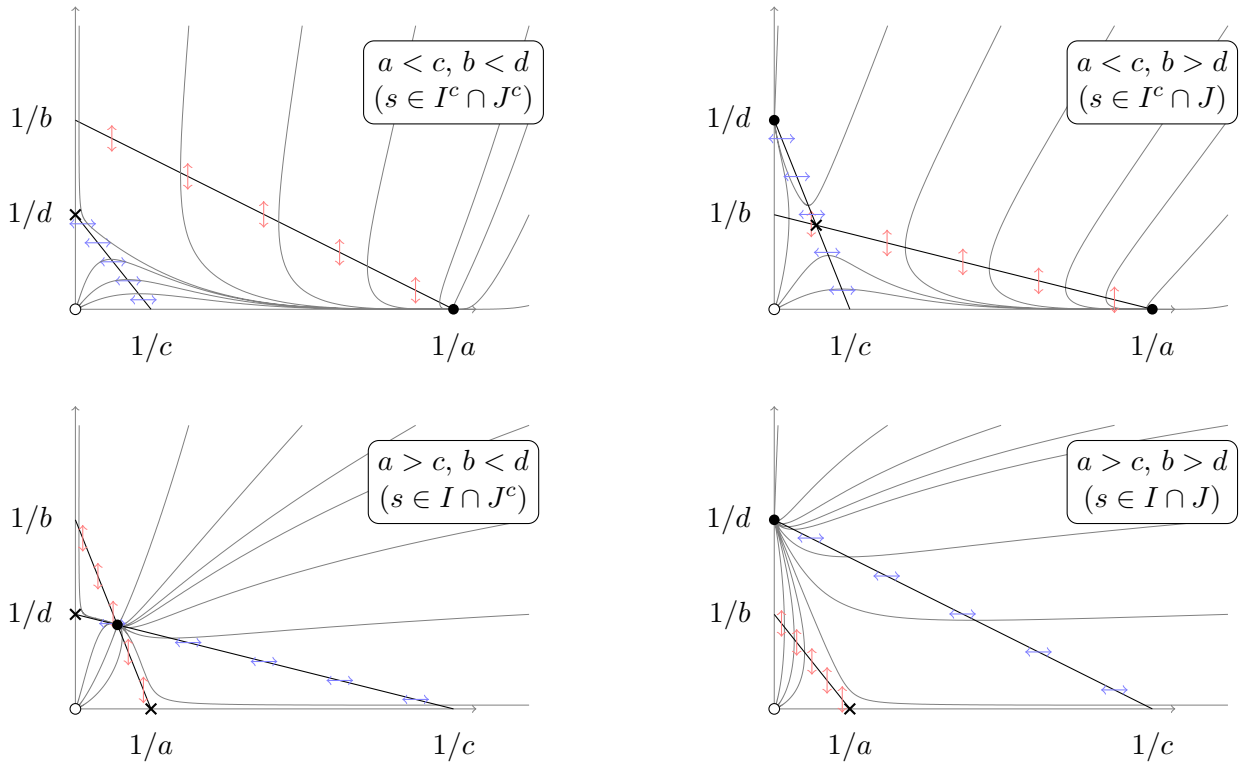 a < c, b < d
(s ∈ I^c ∩ J^c)
1/b
1/d
1/c
1/a
a < c, b > d
(s ∈ I^c ∩ J)
1/d
1/b
1/c
1/a
a > c, b < d
(s ∈ I ∩ J^c)
1/b
1/d
1/a
1/c
a > c, b > d
(s ∈ I ∩ J)
1/d
1/b
1/a
1/c